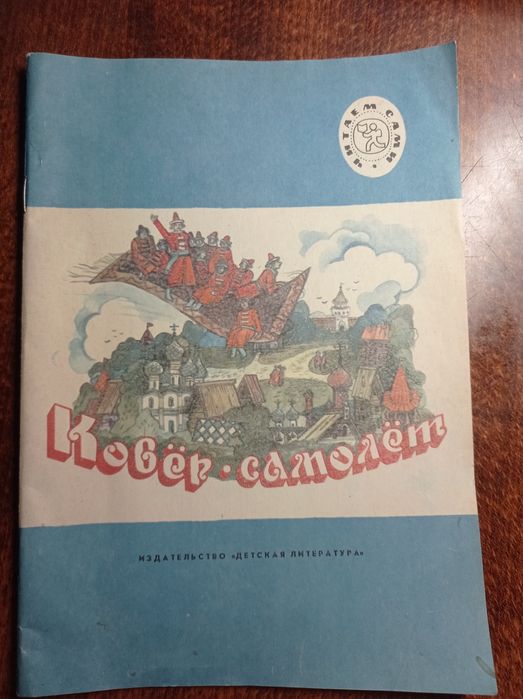 ЧИТАЕМ САМИ
Ковёр-самолёт
ИЗДАТЕЛЬСТВО «ДЕТСКАЯ ЛИТЕРАТУРА»